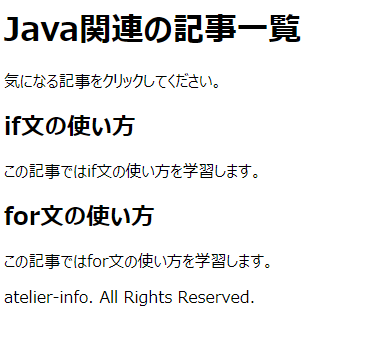 Java関連の記事一覧
気になる記事をクリックしてください。
if文の使い方
この記事ではif文の使い方を学習します。
for文の使い方
この記事ではfor文の使い方を学習します。
atelier-info. All Rights Reserved.